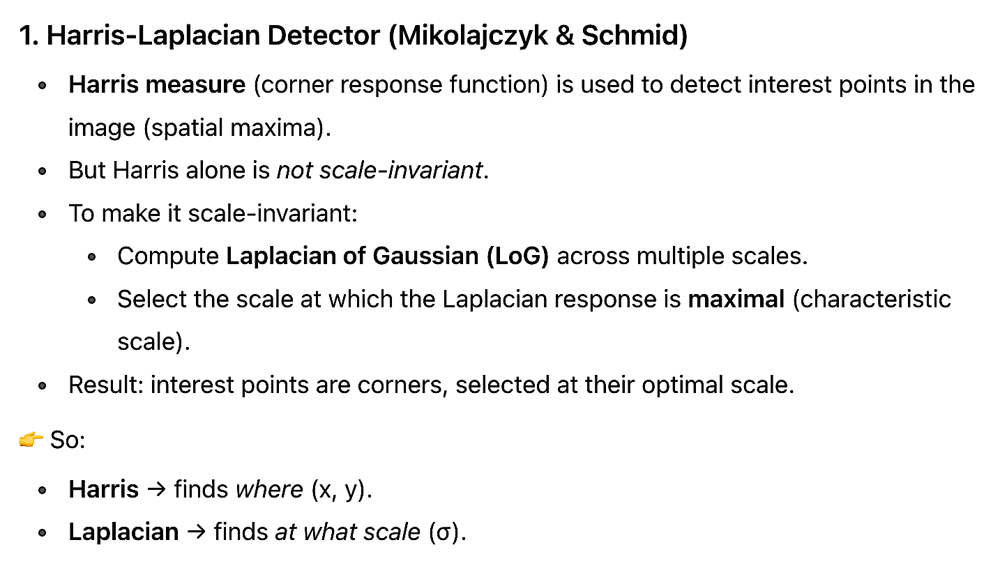 1. Harris-Laplacian Detector (Mikolajczyk & Schmid)
• Harris measure (corner response function) is used to detect interest points in the
image (spatial maxima).
• But Harris alone is not scale-invariant.
• To make it scale-invariant:
• Compute Laplacian of Gaussian (LoG) across multiple scales.
• Select the scale at which the Laplacian response is maximal (characteristic
scale).
• Result: interest points are corners, selected at their optimal scale.
👉 So:
• Harris → finds where (x, y).
• Laplacian → finds at what scale (σ).